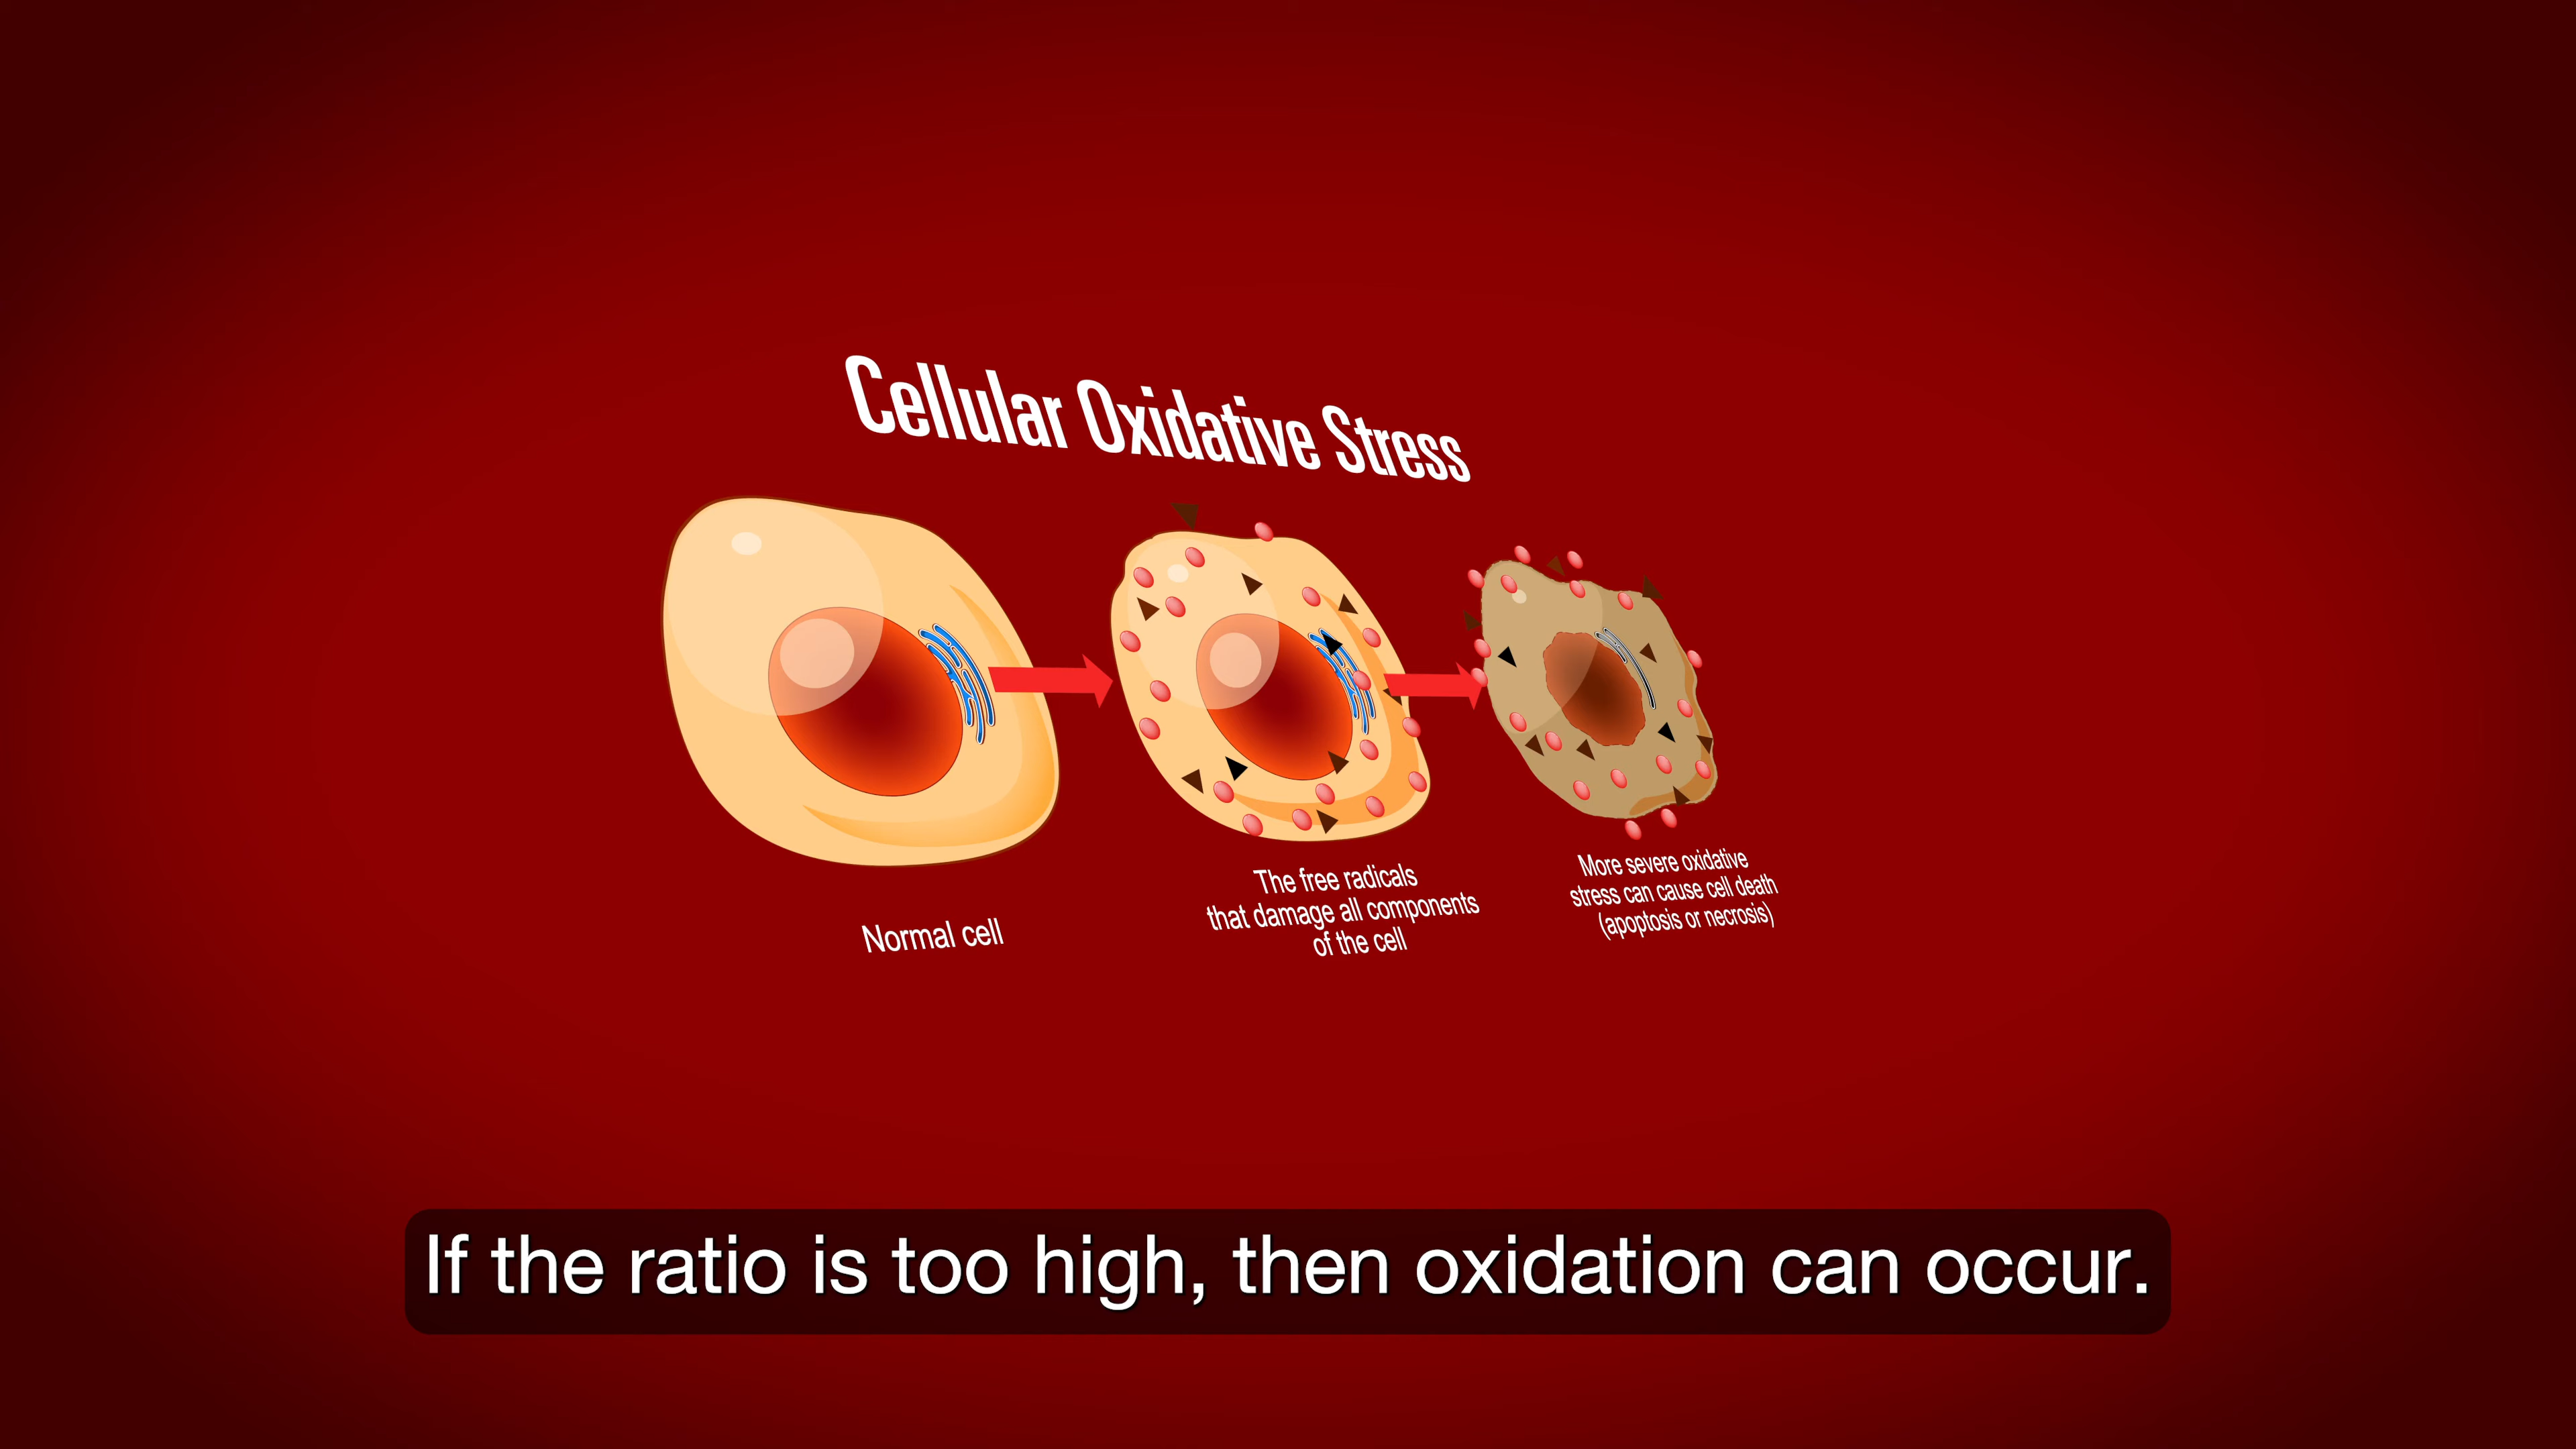 Cellular Oxidative Stress
Normal cell
The free radicals
that damage all components
of the cell
More severe oxidative
stress can cause cell death
(apoptosis or necrosis)
If the ratio is too high, then oxidation can occur.